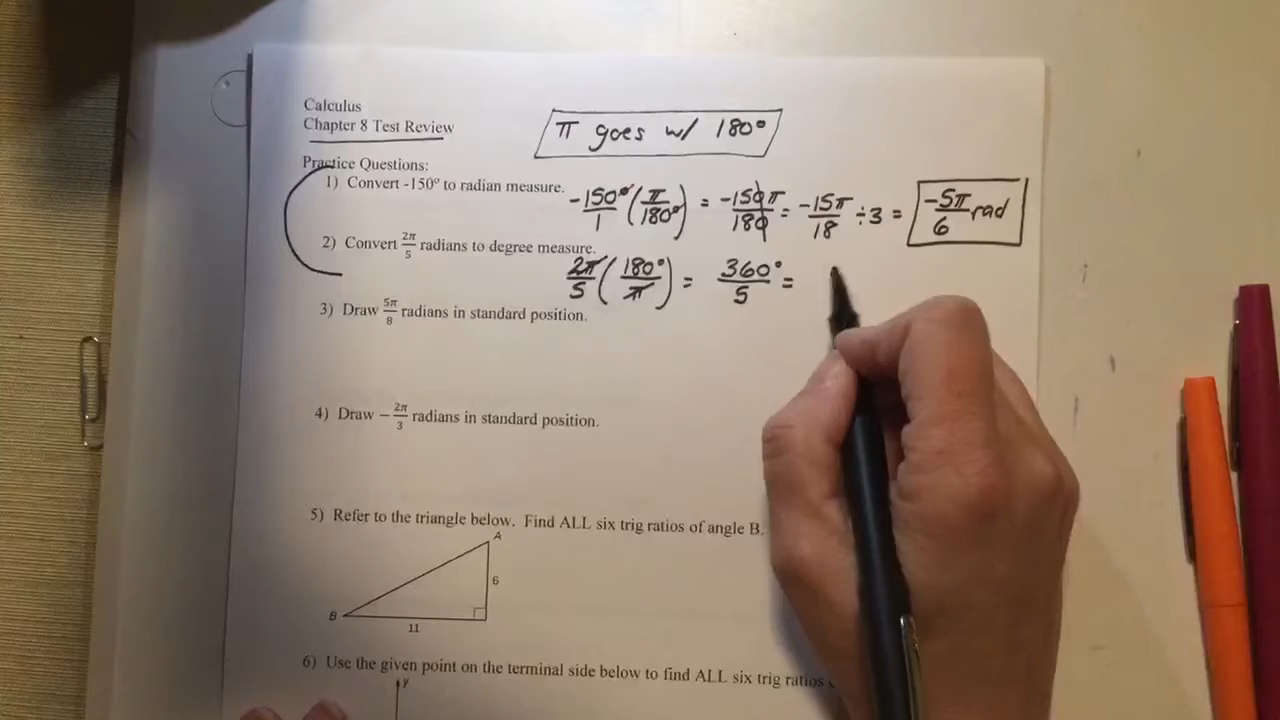 Calculus
Chapter 8 Test Review
π goes w/ 180°
Practice Questions:
1) Convert -150° to radian measure.
-150°/1 (π/180°) = -150π/180 = -15π/18 ÷3 = -5π/6 rad
2) Convert 2π/5 radians to degree measure.
2π/5 (180°/π) = 360°/5 =
3) Draw 5π/8 radians in standard position.
4) Draw −2π/3 radians in standard position.
5) Refer to the triangle below. Find ALL six trig ratios of angle B.
A
6
B
11
6) Use the given point on the terminal side below to find ALL six trig ratios
y